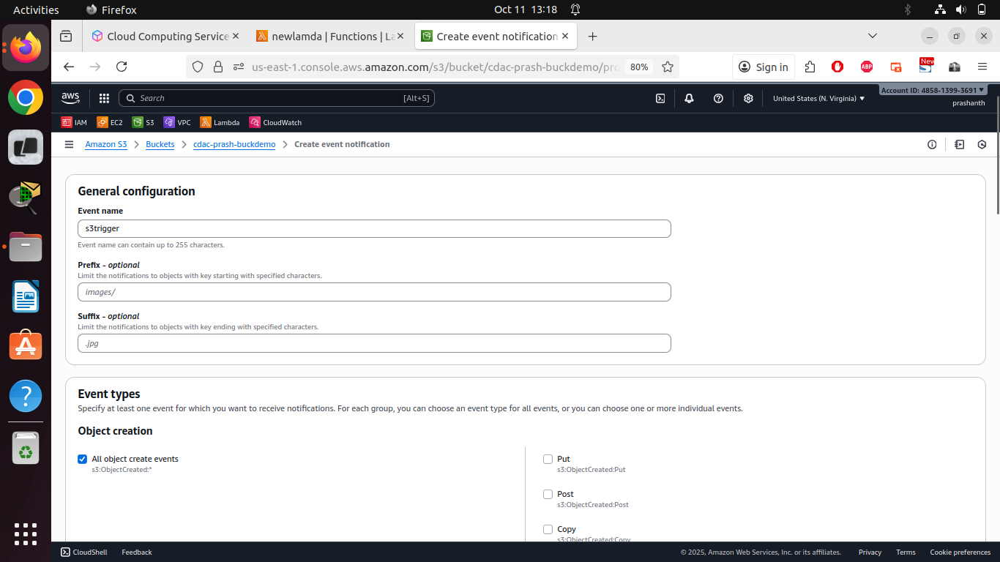 Activities Firefox Oct 11 13:18
Cloud Computing Service newlamda | Functions | La Create event notification
us-east-1.console.aws.amazon.com/s3/bucket/cdac-prash-buckdemo/pro 80% Sign in ABP New
aws Search [Alt+S] United States (N. Virginia) Account ID: 4858-1399-3691
prashanth
IAM EC2 S3 VPC Lambda CloudWatch
Amazon S3 Buckets cdac-prash-buckdemo Create event notification
General configuration
Event name
s3trigger
Event name can contain up to 255 characters.
Prefix - optional
Limit the notifications to objects with key starting with specified characters.
images/
Suffix - optional
Limit the notifications to objects with key ending with specified characters.
.jpg
Event types
Specify at least one event for which you want to receive notifications. For each group, you can choose an event type for all events, or you can choose one or more individual events.
Object creation
All object create events
s3:ObjectCreated:*
Put
s3:ObjectCreated:Put
Post
s3:ObjectCreated:Post
Copy
s3:ObjectCreated:Copy
CloudShell Feedback © 2025, Amazon Web Services, Inc. or its affiliates. Privacy Terms Cookie preferences